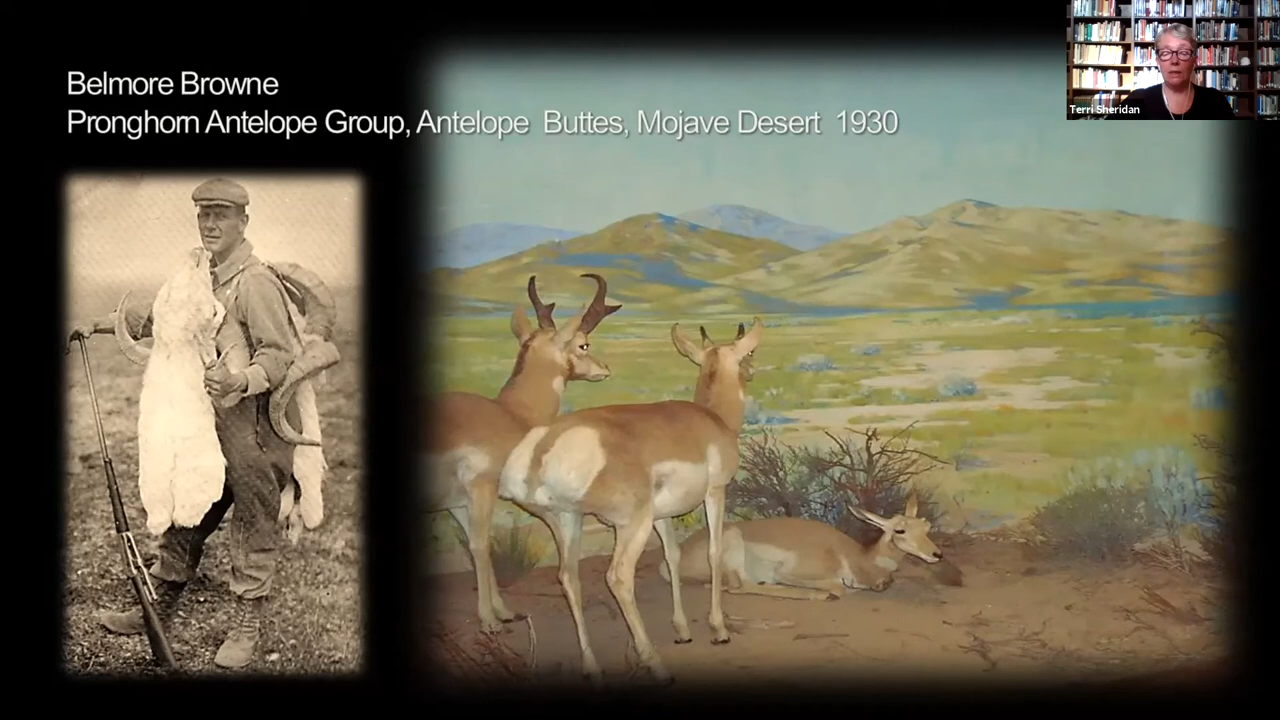 Belmore Browne
Pronghorn Antelope Group, Antelope Buttes, Mojave Desert 1930
Terri Sheridan